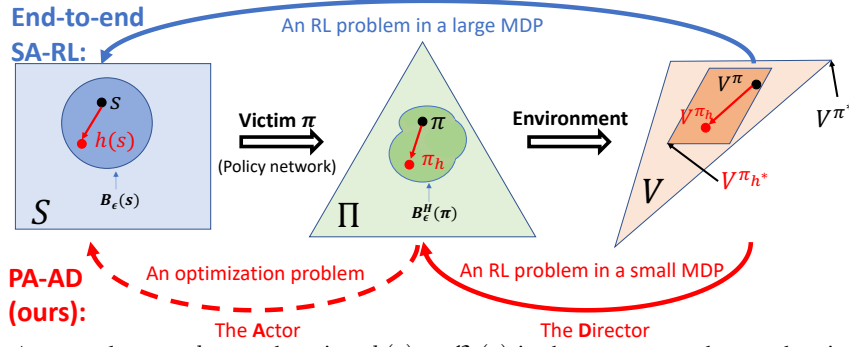 End-to-end
SA-RL:
An RL problem in a large MDP
s
h(s)
B_ϵ(s)
S
Victim π
(Policy network)
π
π_h
B_ϵ^H(π)
Π
Environment
V^π
V^{π_h}
V^{π*}
V^{π_{h*}}
V
PA-AD
(ours):
An optimization problem
The Actor
An RL problem in a small MDP
The Director